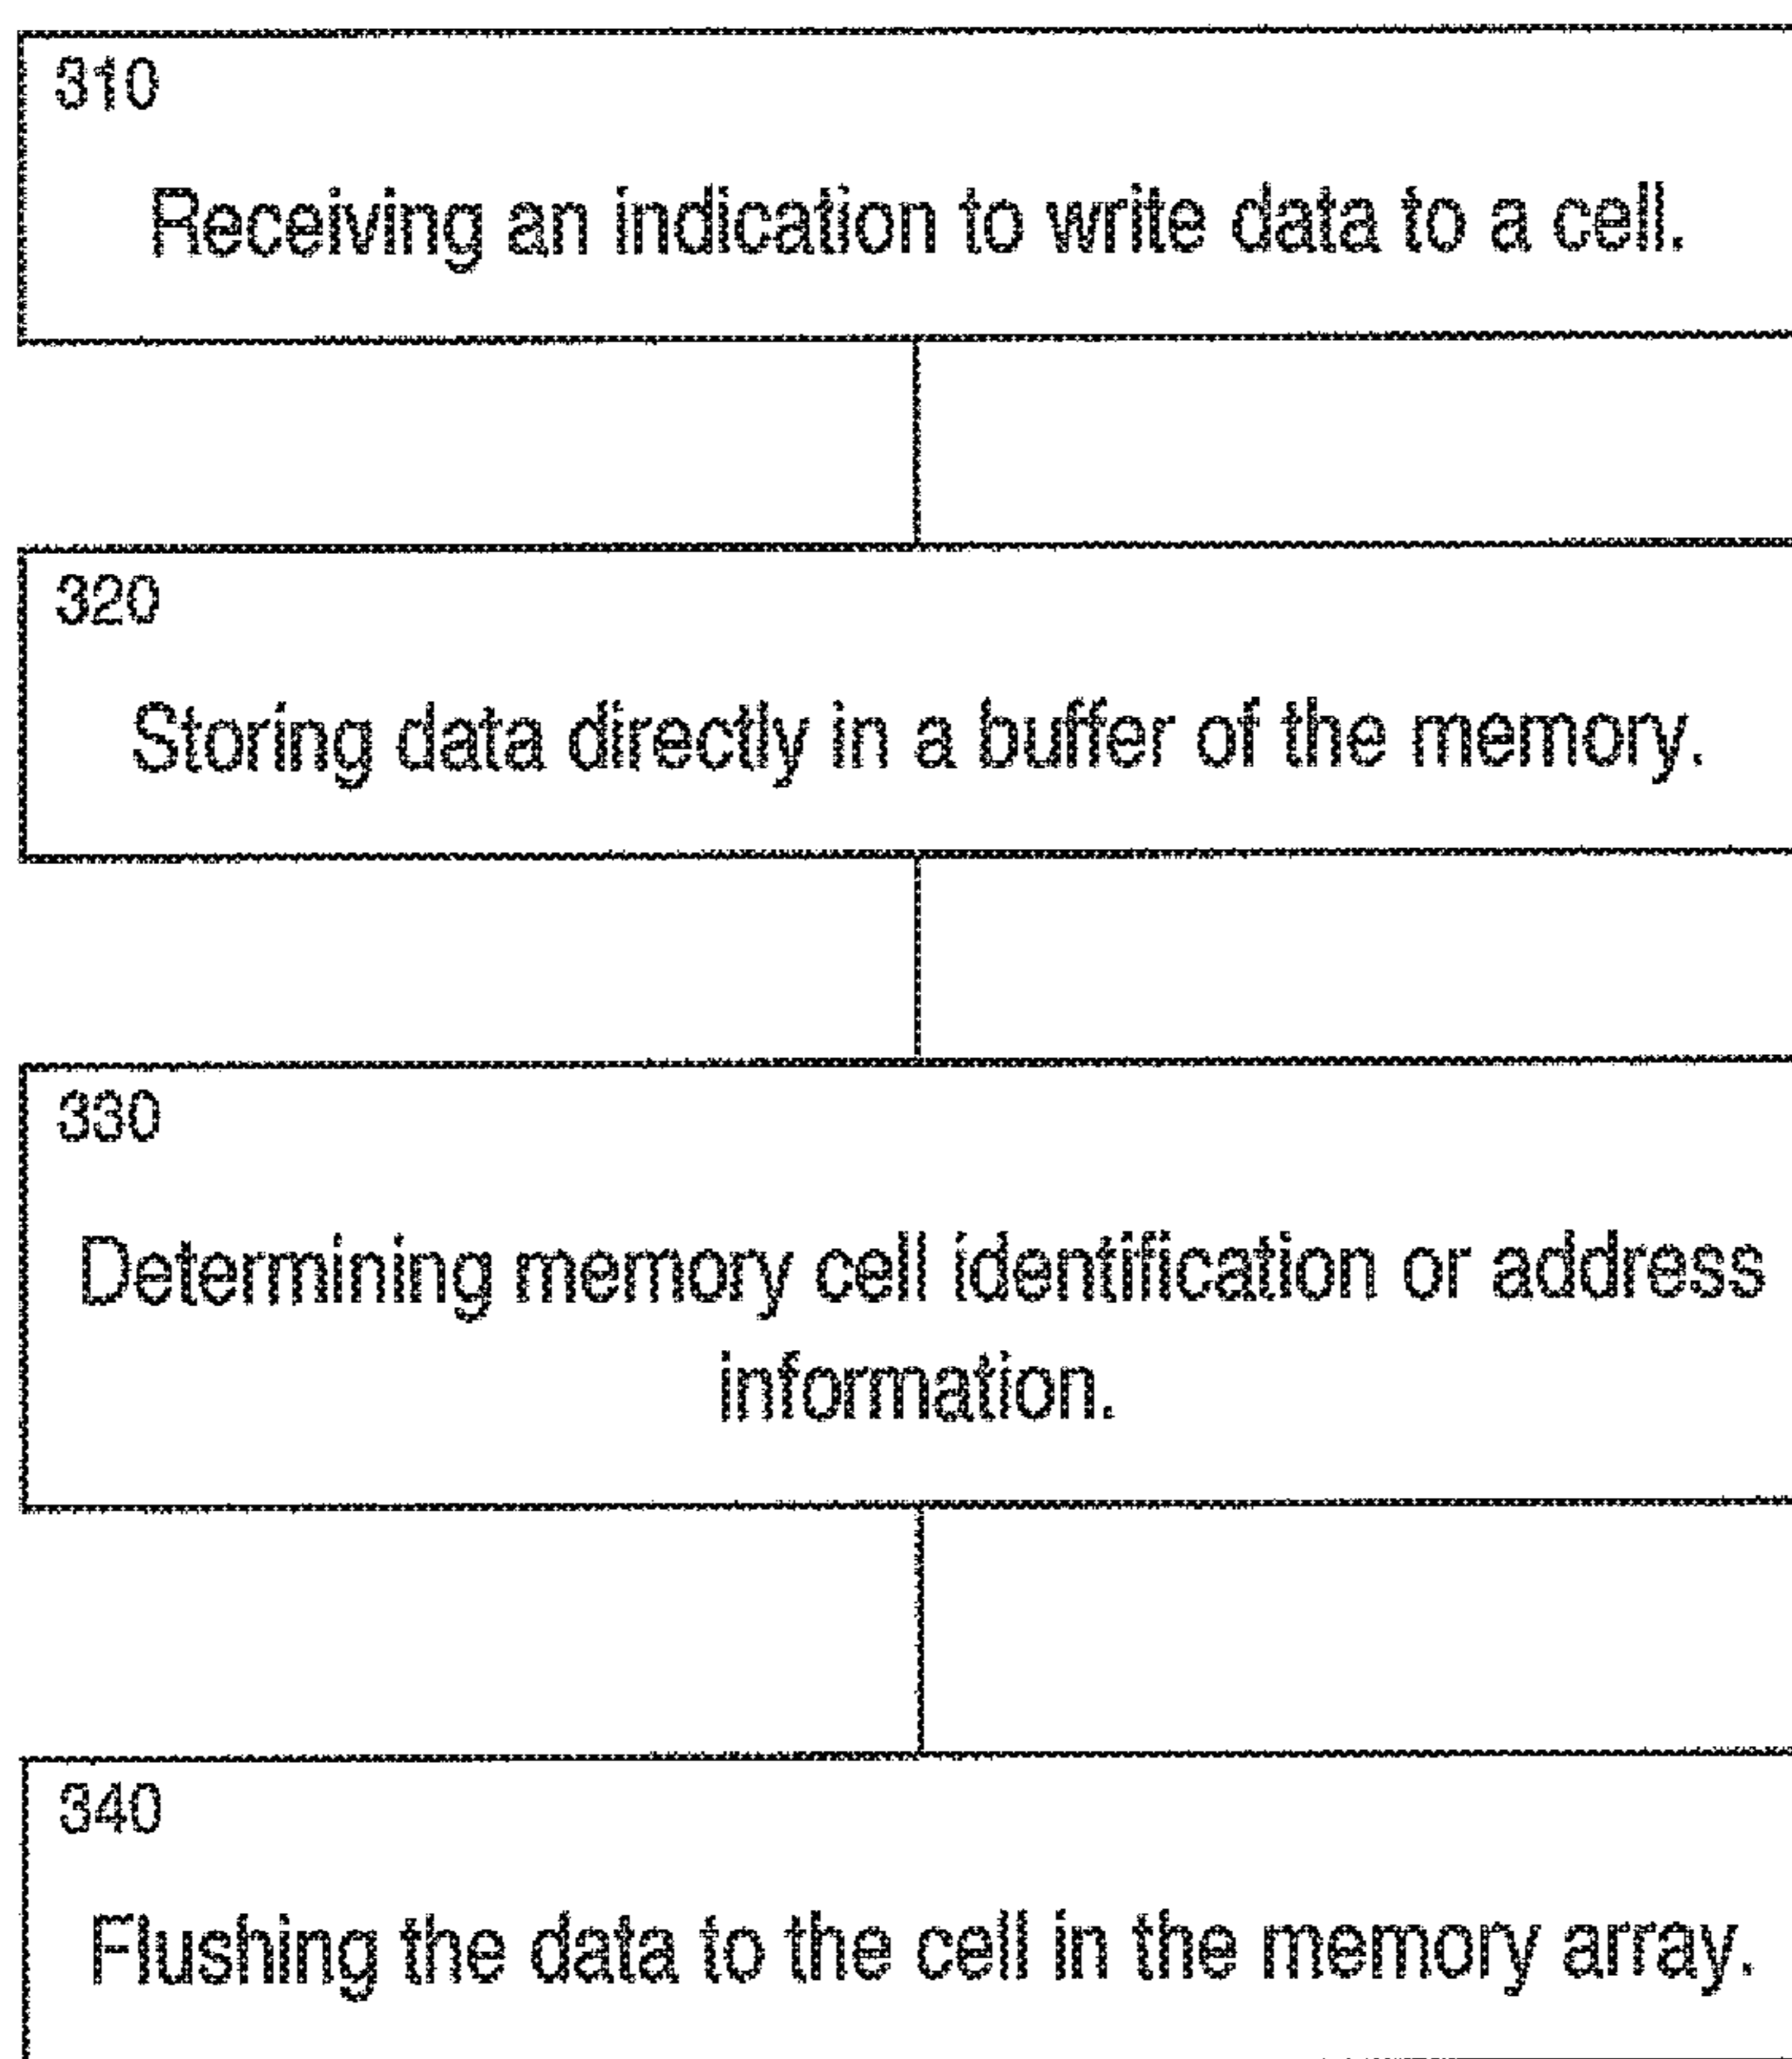 310
Receiving an indication to write data to a cell.
320
Storing data directly in a buffer of the memory.
330
Determining memory cell identification or address
information.
340
Flushing the data to the cell in the memory array.